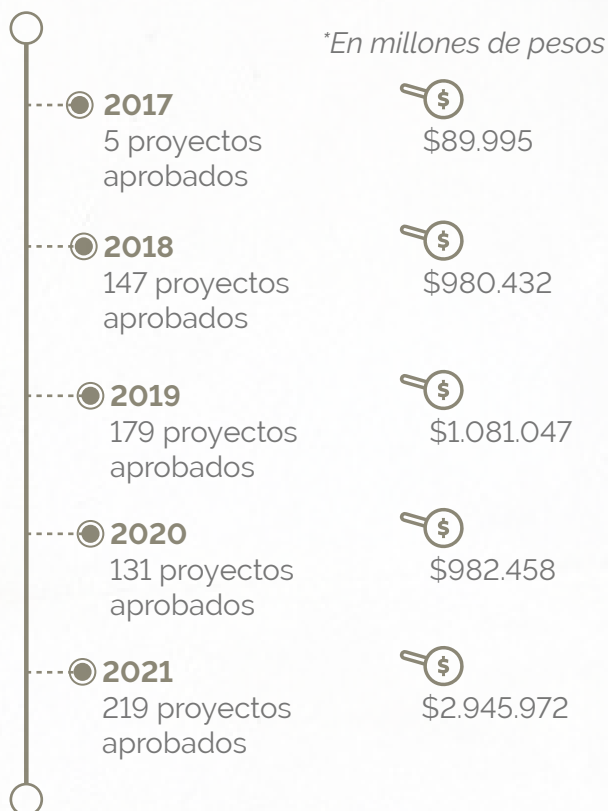 *En millones de pesos
2017
5 proyectos
aprobados
$
$89.995
2018
147 proyectos
aprobados
$
$980.432
2019
179 proyectos
aprobados
$
$1.081.047
2020
131 proyectos
aprobados
$
$982.458
2021
219 proyectos
aprobados
$
$2.945.972